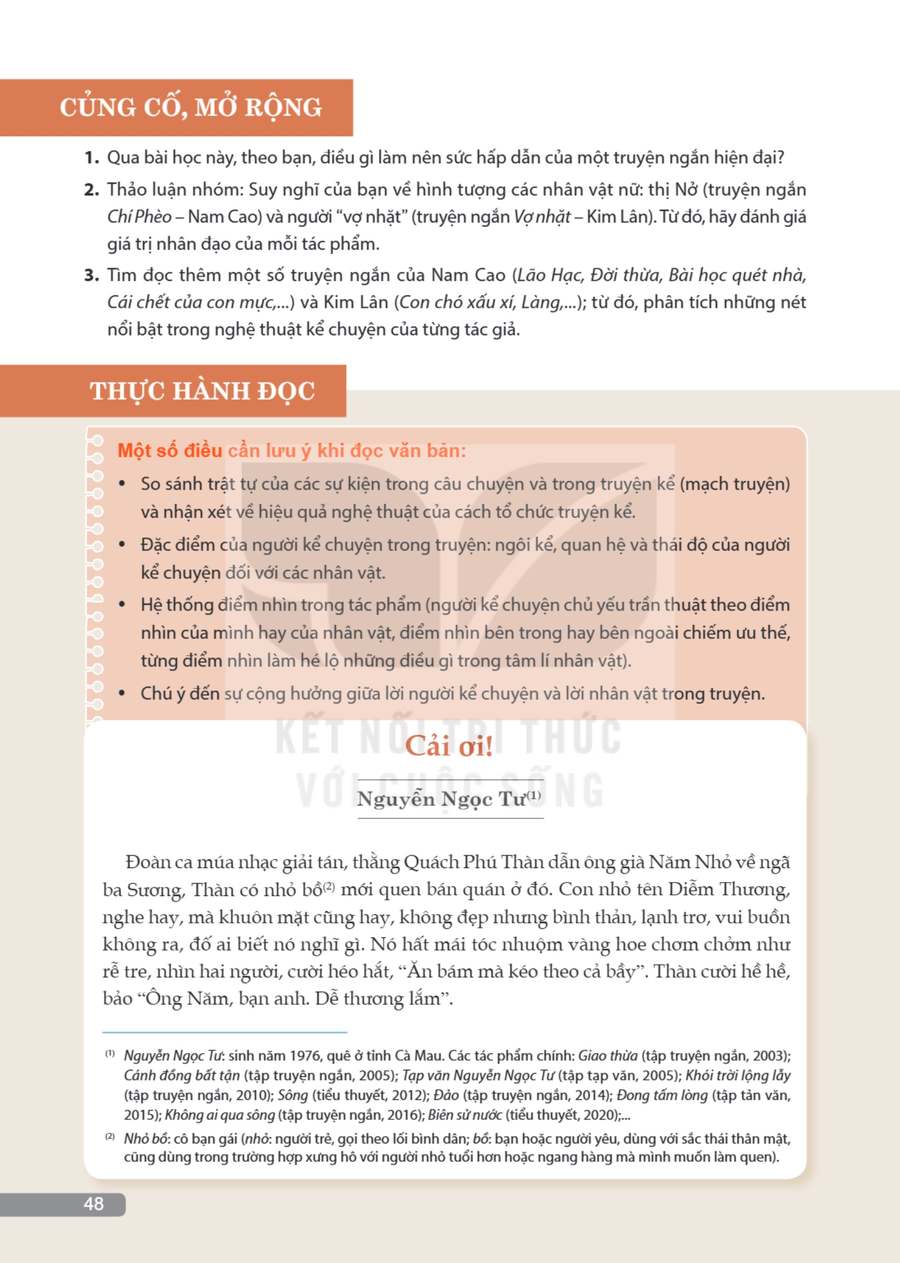 CỦNG CỐ, MỞ RỘNG
1. Qua bài học này, theo bạn, điều gì làm nên sức hấp dẫn của một truyện ngắn hiện đại?
2. Thảo luận nhóm: Suy nghĩ của bạn về hình tượng các nhân vật nữ: thị Nở (truyện ngắn
Chí Phèo – Nam Cao) và người “vợ nhặt” (truyện ngắn Vợ nhặt – Kim Lân). Từ đó, hãy đánh giá
giá trị nhân đạo của mỗi tác phẩm.
3. Tìm đọc thêm một số truyện ngắn của Nam Cao (Lão Hạc, Đời thừa, Bài học quét nhà,
Cái chết của con mực,...) và Kim Lân (Con chó xấu xí, Làng,...); từ đó, phân tích những nét
nổi bật trong nghệ thuật kể chuyện của từng tác giả.
THỰC HÀNH ĐỌC
Một số điều cần lưu ý khi đọc văn bản:
• So sánh trật tự của các sự kiện trong câu chuyện và trong truyện kể (mạch truyện)
và nhận xét về hiệu quả nghệ thuật của cách tổ chức truyện kể.
• Đặc điểm của người kể chuyện trong truyện: ngôi kể, quan hệ và thái độ của người
kể chuyện đối với các nhân vật.
• Hệ thống điểm nhìn trong tác phẩm (người kể chuyện chủ yếu trần thuật theo điểm
nhìn của mình hay của nhân vật, điểm nhìn bên trong hay bên ngoài chiếm ưu thế,
từng điểm nhìn làm hé lộ những điều gì trong tâm lí nhân vật).
• Chú ý đến sự cộng hưởng giữa lời người kể chuyện và lời nhân vật trong truyện.
KẾT NỐI TRI THỨC
VỚI CUỘC SỐNG
Cải ơi!
Nguyễn Ngọc Tư(1)
Đoàn ca múa nhạc giải tán, thằng Quách Phú Thàn dẫn ông già Năm Nhỏ về ngã
ba Sương, Thàn có nhỏ bồ(2) mới quen bán quán ở đó. Con nhỏ tên Diễm Thương,
nghe hay, mà khuôn mặt cũng hay, không đẹp nhưng bình thản, lạnh trơ, vui buồn
không ra, đố ai biết nó nghĩ gì. Nó hất mái tóc nhuộm vàng hoe chơm chởm như
rễ tre, nhìn hai người, cười héo hắt, “Ăn bám mà kéo theo cả bầy”. Thàn cười hề hề,
bảo “Ông Năm, bạn anh. Dễ thương lắm”.
(1) Nguyễn Ngọc Tư: sinh năm 1976, quê ở tỉnh Cà Mau. Các tác phẩm chính: Giao thừa (tập truyện ngắn, 2003);
Cánh đồng bất tận (tập truyện ngắn, 2005); Tạp văn Nguyễn Ngọc Tư (tập tạp văn, 2005); Khói trời lộng lẫy
(tập truyện ngắn, 2010); Sông (tiểu thuyết, 2012); Đảo (tập truyện ngắn, 2014); Đong tấm lòng (tập tản văn,
2015); Không ai qua sông (tập truyện ngắn, 2016); Biên sử nước (tiểu thuyết, 2020);...
(2) Nhỏ bồ: cô bạn gái (nhỏ: người trẻ, gọi theo lối bình dân; bồ: bạn hoặc người yêu, dùng với sắc thái thân mật,
cũng dùng trong trường hợp xưng hô với người nhỏ tuổi hơn hoặc ngang hàng mà mình muốn làm quen).
48